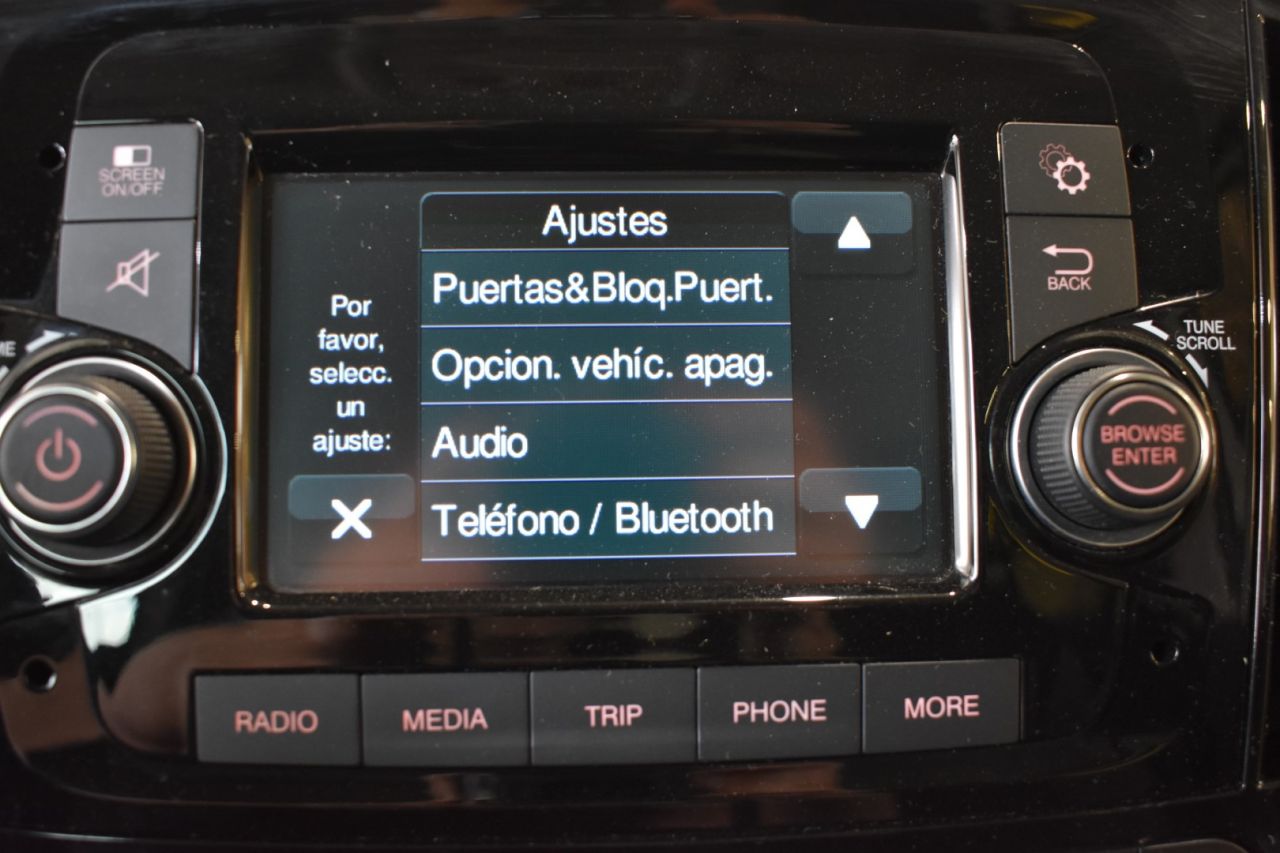 SCREEN
ON/OFF
Ajustes
Puertas&Bloq.Puert.
Opcion. vehíc. apag.
Audio
Teléfono / Bluetooth
Por
favor,
selecc.
un
ajuste:
BACK
TUNE
SCROLL
BROWSE
ENTER
RADIO
MEDIA
TRIP
PHONE
MORE